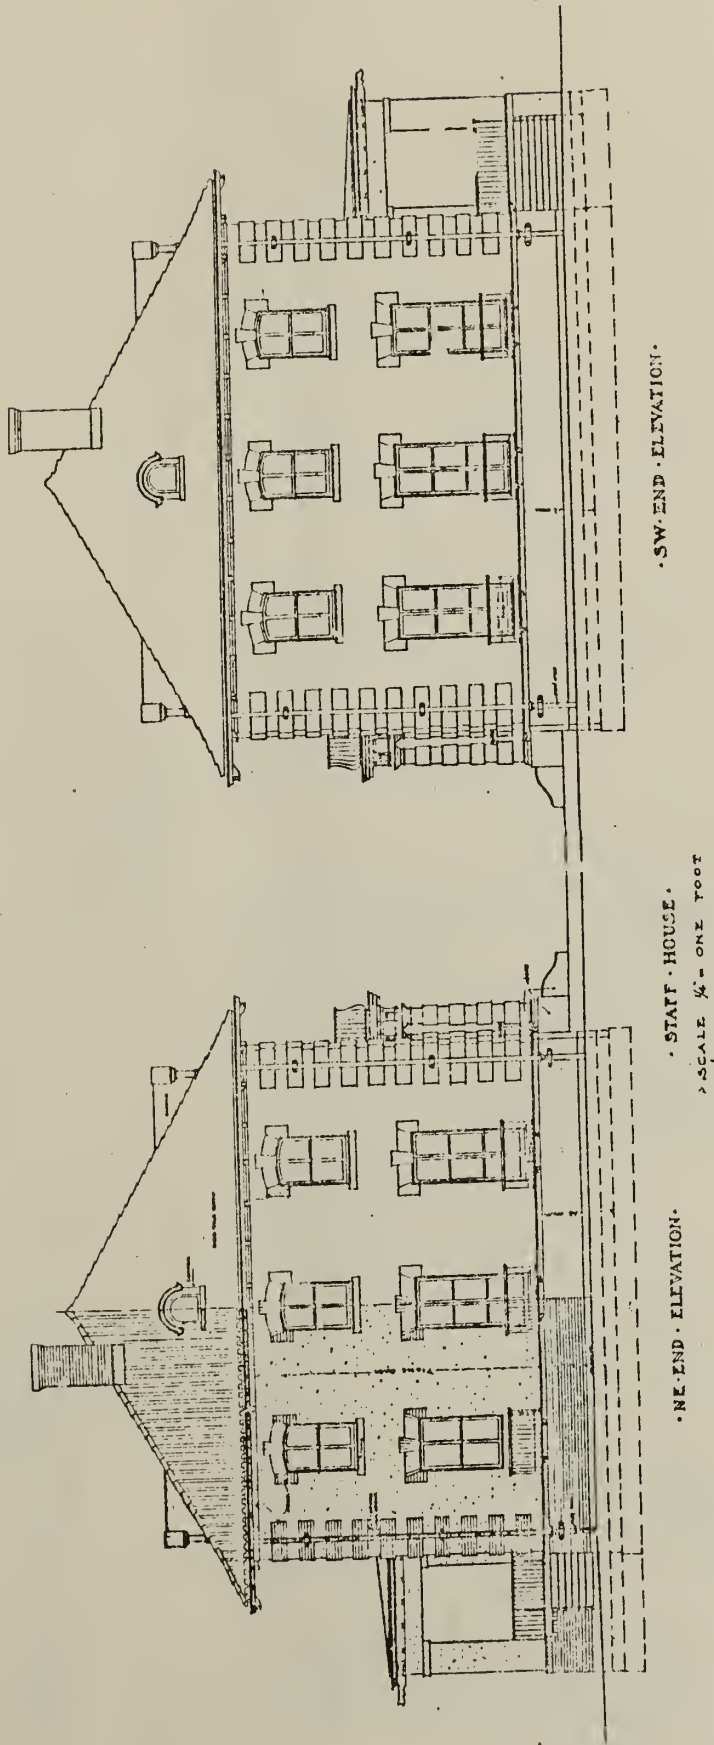 ·NE·END·ELEVATION·
·SW·END·ELEVATION·
·STAFF·HOUSE·
SCALE ¼"= ONE FOOT